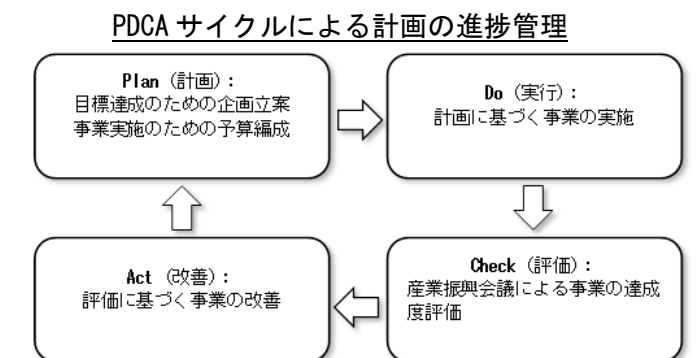 PDCA サイクルによる計画の進捗管理
Plan（計画）：
目標達成のための企画立案
事業実施のための予算編成
Do（実行）：
計画に基づく事業の実施
Act（改善）：
評価に基づく事業の改善
Check（評価）：
産業振興会議による事業の達成
度評価